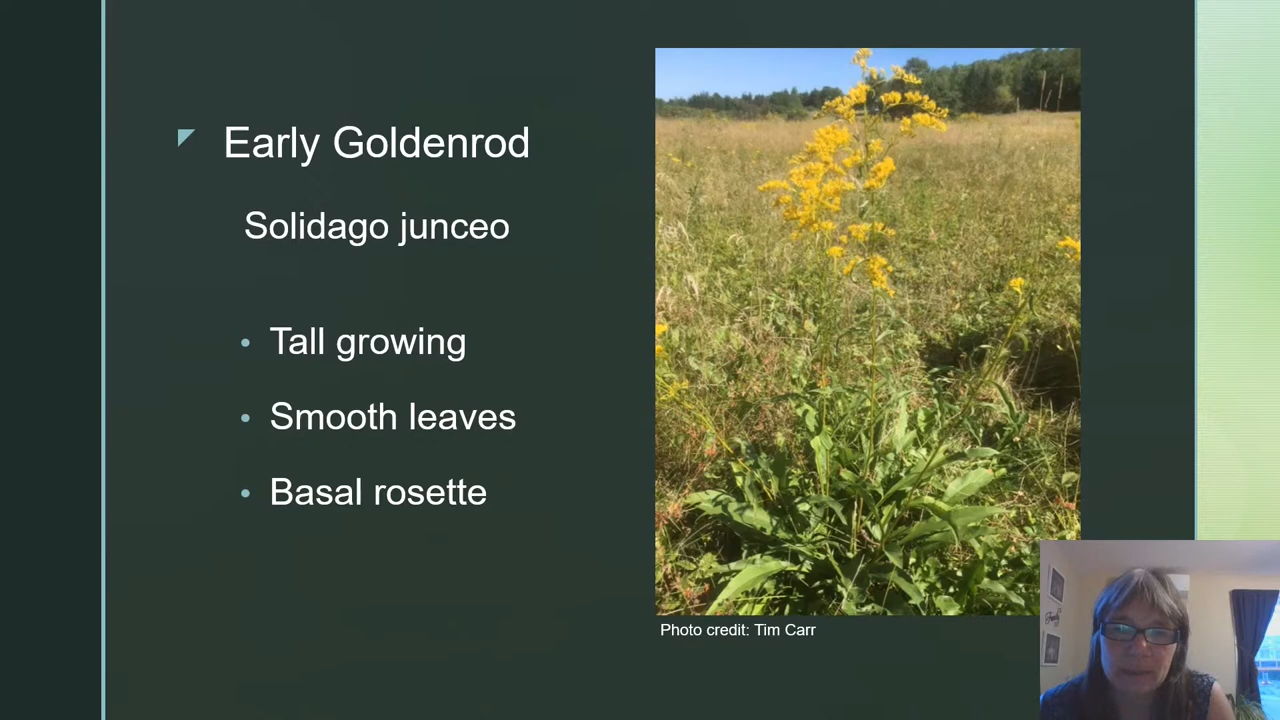 Early Goldenrod
Solidago junceo
• Tall growing
• Smooth leaves
• Basal rosette
Photo credit: Tim Carr